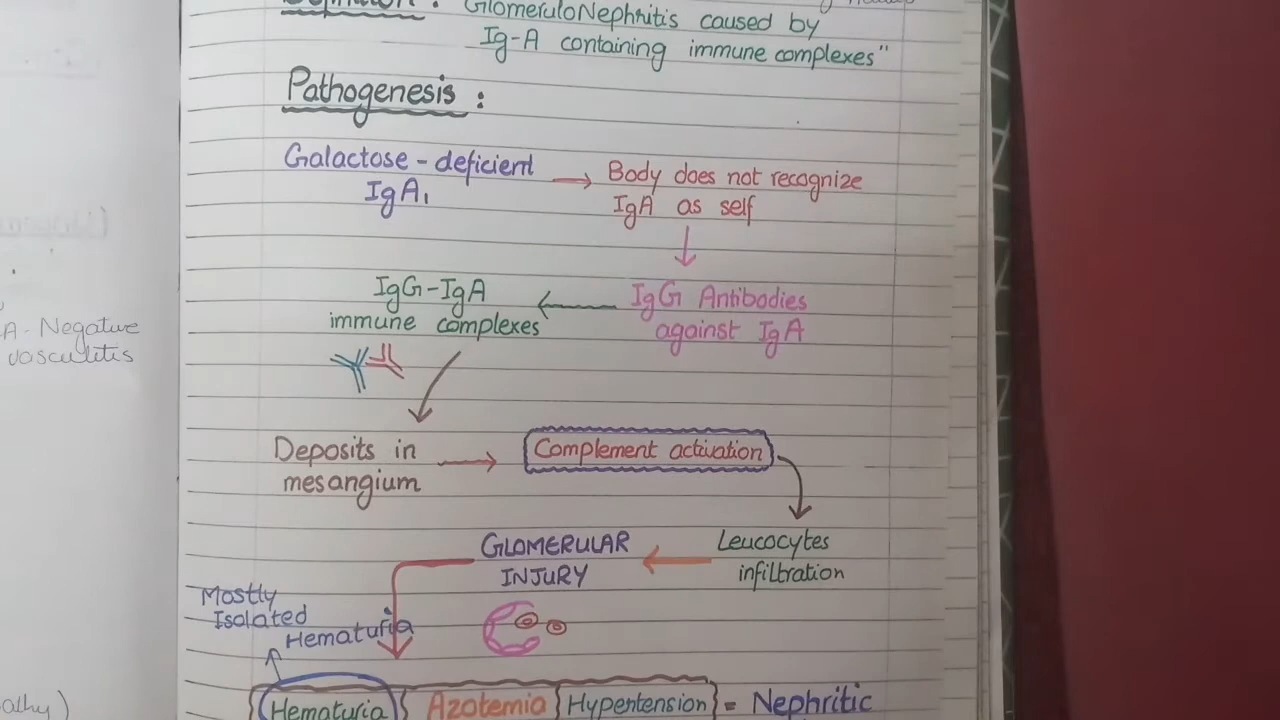 GlomeruloNephritis caused by
Ig-A containing immune complexes"
Pathogenesis :
Galactose - deficient
IgA1
Body does not recognize
IgA as self
IgG Antibodies
against IgA
IgG-IgA
immune complexes
A- Negative
vasculitis
Deposits in
mesangium
Complement activation
Leucocytes
infiltration
GLOMERULAR
INJURY
Mostly
Isolated
Hematuria
Hematuria Azotemia Hypertension = Nephritic
athy)